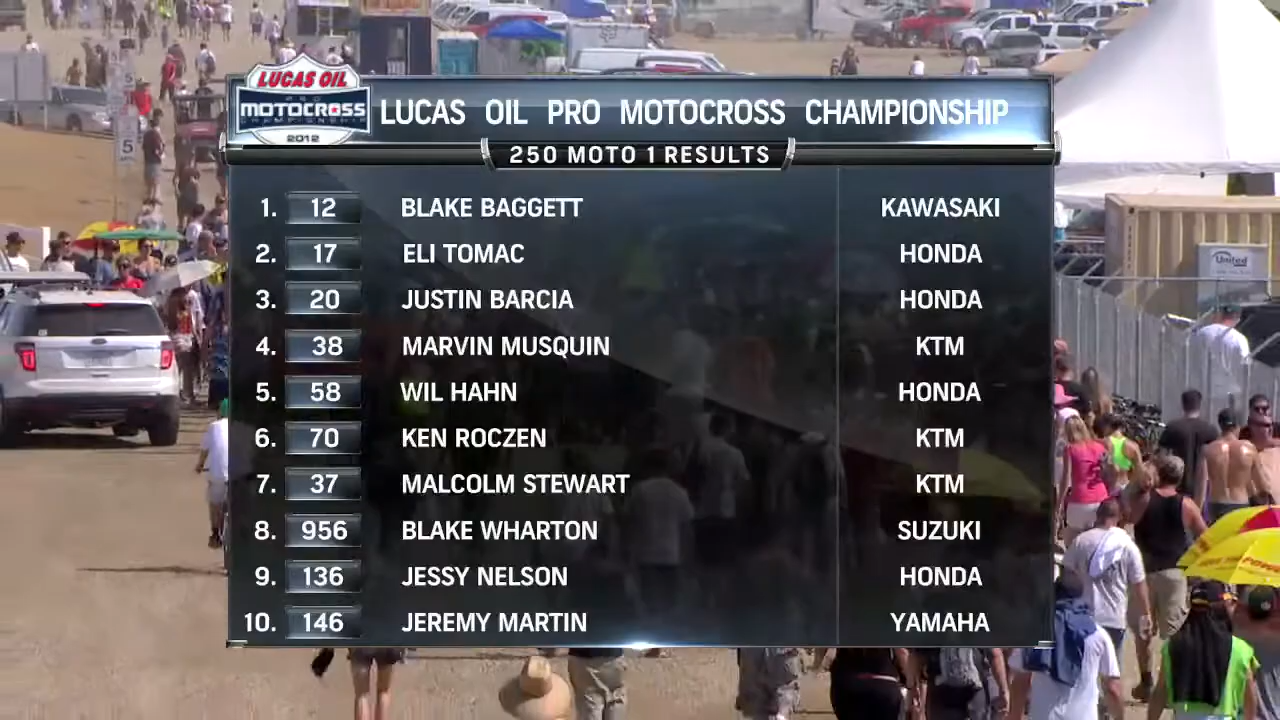 LUCAS OIL
PRO
MOTOCROSS
CHAMPIONSHIP
2012
LUCAS OIL PRO MOTOCROSS CHAMPIONSHIP
250 MOTO 1 RESULTS
1. 12 BLAKE BAGGETT KAWASAKI
2. 17 ELI TOMAC HONDA
3. 20 JUSTIN BARCIA HONDA
4. 38 MARVIN MUSQUIN KTM
5. 58 WIL HAHN HONDA
6. 70 KEN ROCZEN KTM
7. 37 MALCOLM STEWART KTM
8. 956 BLAKE WHARTON SUZUKI
9. 136 JESSY NELSON HONDA
10. 146 JEREMY MARTIN YAMAHA
5
5
United